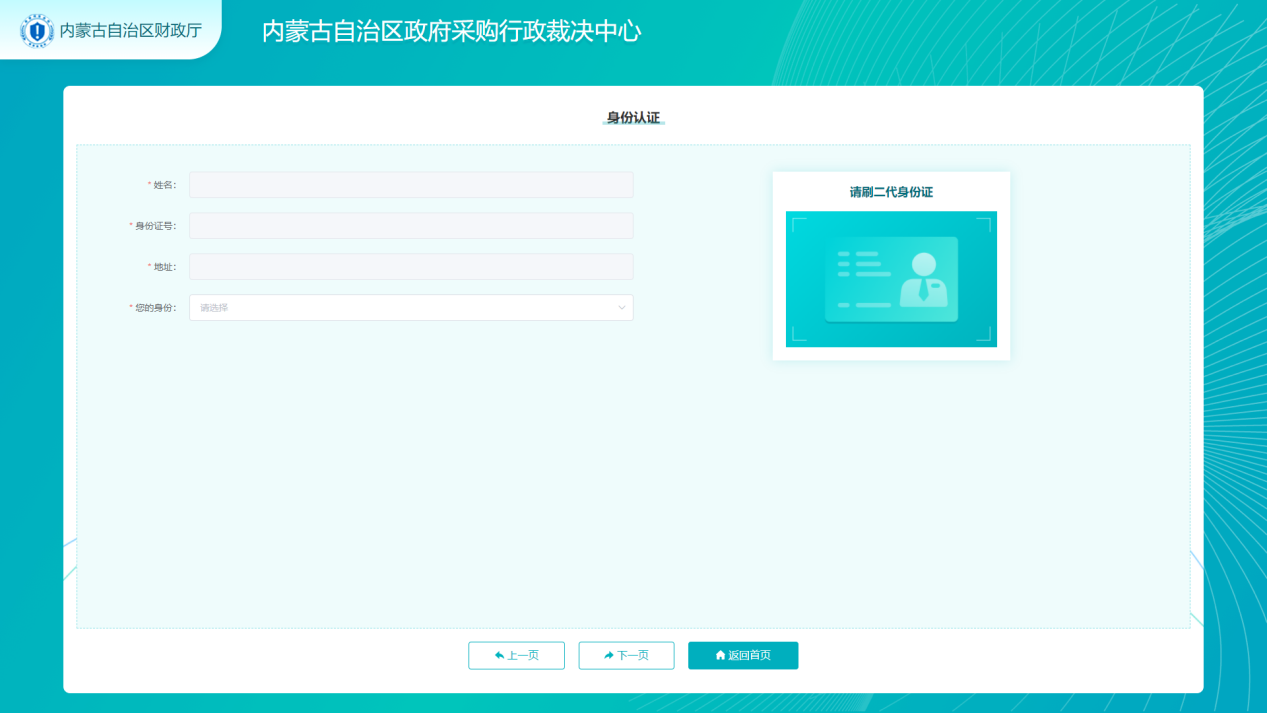 内蒙古自治区财政厅
内蒙古自治区政府采购行政裁决中心
身份认证
* 姓名：
* 身份证号：
* 地址：
* 您的身份：
请选择
请刷二代身份证
上一页
下一页
返回首页